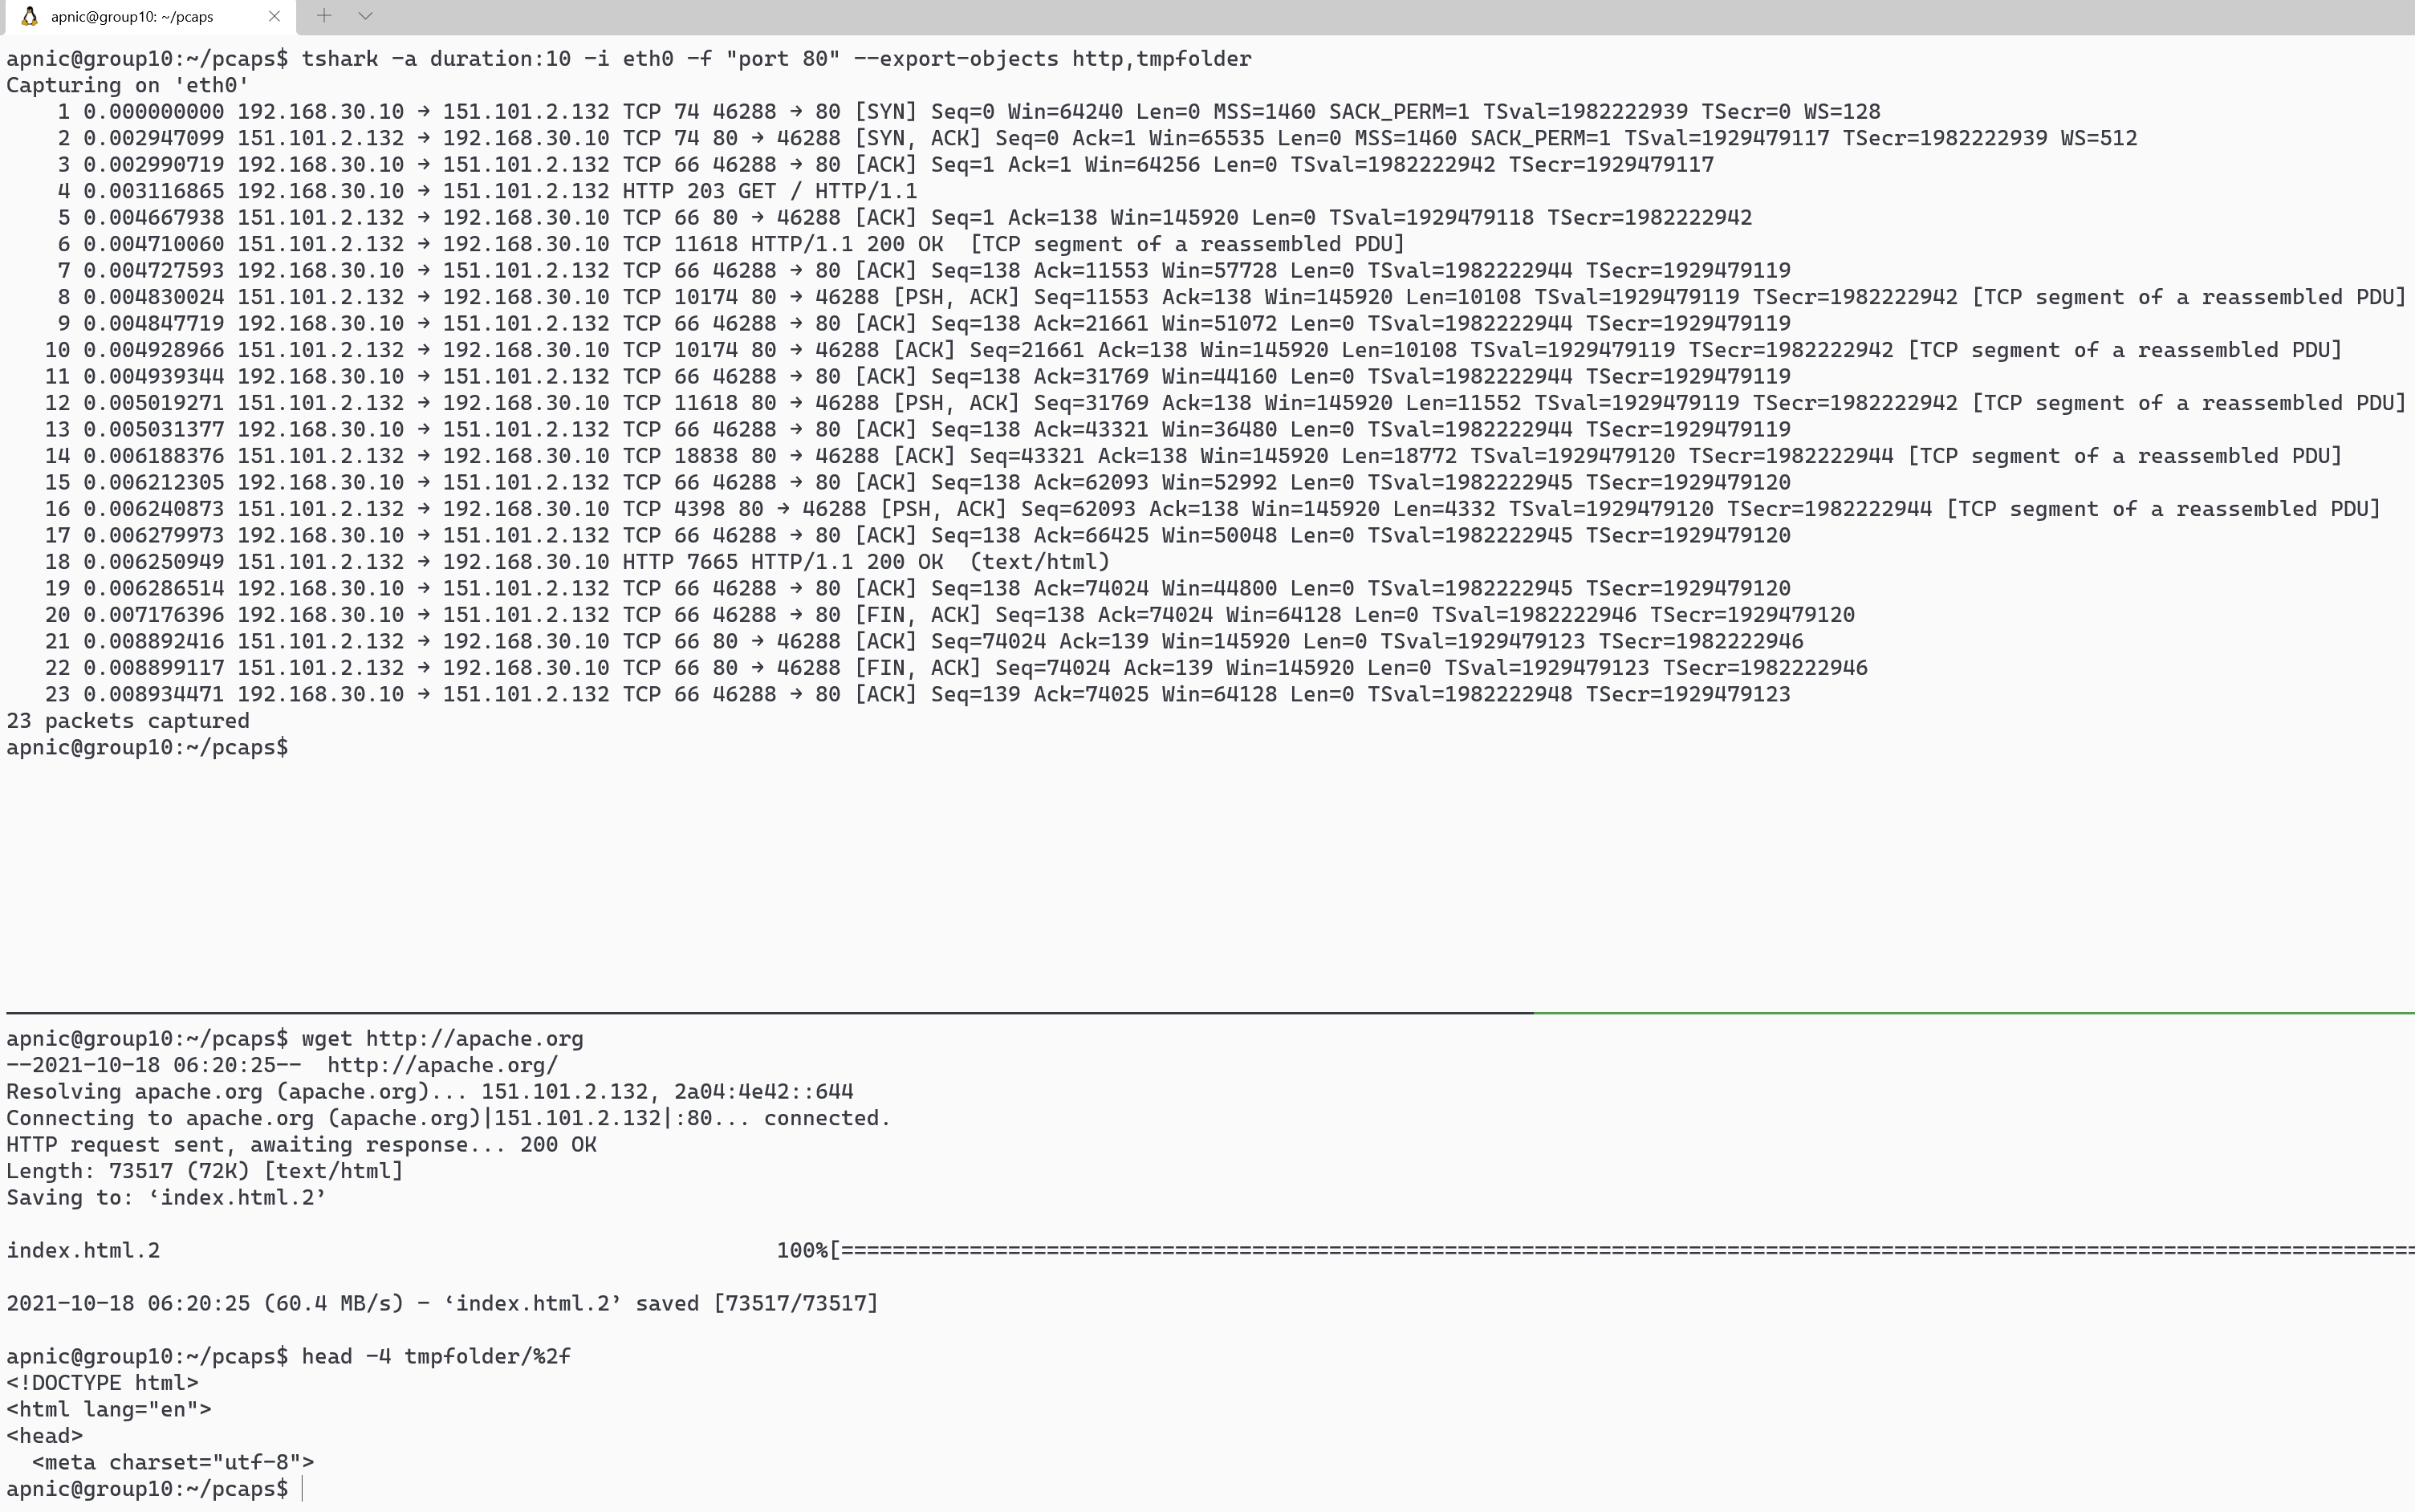 apnic@group10: ~/pcaps
apnic@group10:~/pcaps$ tshark -a duration:10 -i eth0 -f "port 80" --export-objects http,tmpfolder
Capturing on 'eth0'
1 0.000000000 192.168.30.10 → 151.101.2.132 TCP 74 46288 → 80 [SYN] Seq=0 Win=64240 Len=0 MSS=1460 SACK_PERM=1 TSval=1982222939 TSecr=0 WS=128
2 0.002947099 151.101.2.132 → 192.168.30.10 TCP 74 80 → 46288 [SYN, ACK] Seq=0 Ack=1 Win=65535 Len=0 MSS=1460 SACK_PERM=1 TSval=1929479117 TSecr=1982222939 WS=512
3 0.002990719 192.168.30.10 → 151.101.2.132 TCP 66 46288 → 80 [ACK] Seq=1 Ack=1 Win=64256 Len=0 TSval=1982222942 TSecr=1929479117
4 0.003116865 192.168.30.10 → 151.101.2.132 HTTP 203 GET / HTTP/1.1
5 0.004667938 151.101.2.132 → 192.168.30.10 TCP 66 80 → 46288 [ACK] Seq=1 Ack=138 Win=145920 Len=0 TSval=1929479118 TSecr=1982222942
6 0.004710060 151.101.2.132 → 192.168.30.10 TCP 11618 HTTP/1.1 200 OK  [TCP segment of a reassembled PDU]
7 0.004727593 192.168.30.10 → 151.101.2.132 TCP 66 46288 → 80 [ACK] Seq=138 Ack=11553 Win=57728 Len=0 TSval=1982222944 TSecr=1929479119
8 0.004830024 151.101.2.132 → 192.168.30.10 TCP 10174 80 → 46288 [PSH, ACK] Seq=11553 Ack=138 Win=145920 Len=10108 TSval=1929479119 TSecr=1982222942 [TCP segment of a reassembled PDU]
9 0.004847719 192.168.30.10 → 151.101.2.132 TCP 66 46288 → 80 [ACK] Seq=138 Ack=21661 Win=51072 Len=0 TSval=1982222944 TSecr=1929479119
10 0.004928966 151.101.2.132 → 192.168.30.10 TCP 10174 80 → 46288 [ACK] Seq=21661 Ack=138 Win=145920 Len=10108 TSval=1929479119 TSecr=1982222942 [TCP segment of a reassembled PDU]
11 0.004939344 192.168.30.10 → 151.101.2.132 TCP 66 46288 → 80 [ACK] Seq=138 Ack=31769 Win=44160 Len=0 TSval=1982222944 TSecr=1929479119
12 0.005019271 151.101.2.132 → 192.168.30.10 TCP 11618 80 → 46288 [PSH, ACK] Seq=31769 Ack=138 Win=145920 Len=11552 TSval=1929479119 TSecr=1982222942 [TCP segment of a reassembled PDU]
13 0.005031377 192.168.30.10 → 151.101.2.132 TCP 66 46288 → 80 [ACK] Seq=138 Ack=43321 Win=36480 Len=0 TSval=1982222944 TSecr=1929479119
14 0.006188376 151.101.2.132 → 192.168.30.10 TCP 18838 80 → 46288 [ACK] Seq=43321 Ack=138 Win=145920 Len=18772 TSval=1929479120 TSecr=1982222944 [TCP segment of a reassembled PDU]
15 0.006212305 192.168.30.10 → 151.101.2.132 TCP 66 46288 → 80 [ACK] Seq=138 Ack=62093 Win=52992 Len=0 TSval=1982222945 TSecr=1929479120
16 0.006240873 151.101.2.132 → 192.168.30.10 TCP 4398 80 → 46288 [PSH, ACK] Seq=62093 Ack=138 Win=145920 Len=4332 TSval=1929479120 TSecr=1982222944 [TCP segment of a reassembled PDU]
17 0.006279973 192.168.30.10 → 151.101.2.132 TCP 66 46288 → 80 [ACK] Seq=138 Ack=66425 Win=50048 Len=0 TSval=1982222945 TSecr=1929479120
18 0.006250949 151.101.2.132 → 192.168.30.10 HTTP 7665 HTTP/1.1 200 OK  (text/html)
19 0.006286514 192.168.30.10 → 151.101.2.132 TCP 66 46288 → 80 [ACK] Seq=138 Ack=74024 Win=44800 Len=0 TSval=1982222945 TSecr=1929479120
20 0.007176396 192.168.30.10 → 151.101.2.132 TCP 66 46288 → 80 [FIN, ACK] Seq=138 Ack=74024 Win=64128 Len=0 TSval=1982222946 TSecr=1929479120
21 0.008892416 151.101.2.132 → 192.168.30.10 TCP 66 80 → 46288 [ACK] Seq=74024 Ack=139 Win=145920 Len=0 TSval=1929479123 TSecr=1982222946
22 0.008899117 151.101.2.132 → 192.168.30.10 TCP 66 80 → 46288 [FIN, ACK] Seq=74024 Ack=139 Win=145920 Len=0 TSval=1929479123 TSecr=1982222946
23 0.008934471 192.168.30.10 → 151.101.2.132 TCP 66 46288 → 80 [ACK] Seq=139 Ack=74025 Win=64128 Len=0 TSval=1982222948 TSecr=1929479123
23 packets captured
apnic@group10:~/pcaps$
apnic@group10:~/pcaps$ wget http://apache.org
--2021-10-18 06:20:25--  http://apache.org/
Resolving apache.org (apache.org)... 151.101.2.132, 2a04:4e42::644
Connecting to apache.org (apache.org)|151.101.2.132|:80... connected.
HTTP request sent, awaiting response... 200 OK
Length: 73517 (72K) [text/html]
Saving to: ‘index.html.2’
index.html.2 100%[===========================================================================================================================
2021-10-18 06:20:25 (60.4 MB/s) - ‘index.html.2’ saved [73517/73517]
apnic@group10:~/pcaps$ head -4 tmpfolder/%2f
<!DOCTYPE html>
<html lang="en">
<head>
<meta charset="utf-8">
apnic@group10:~/pcaps$